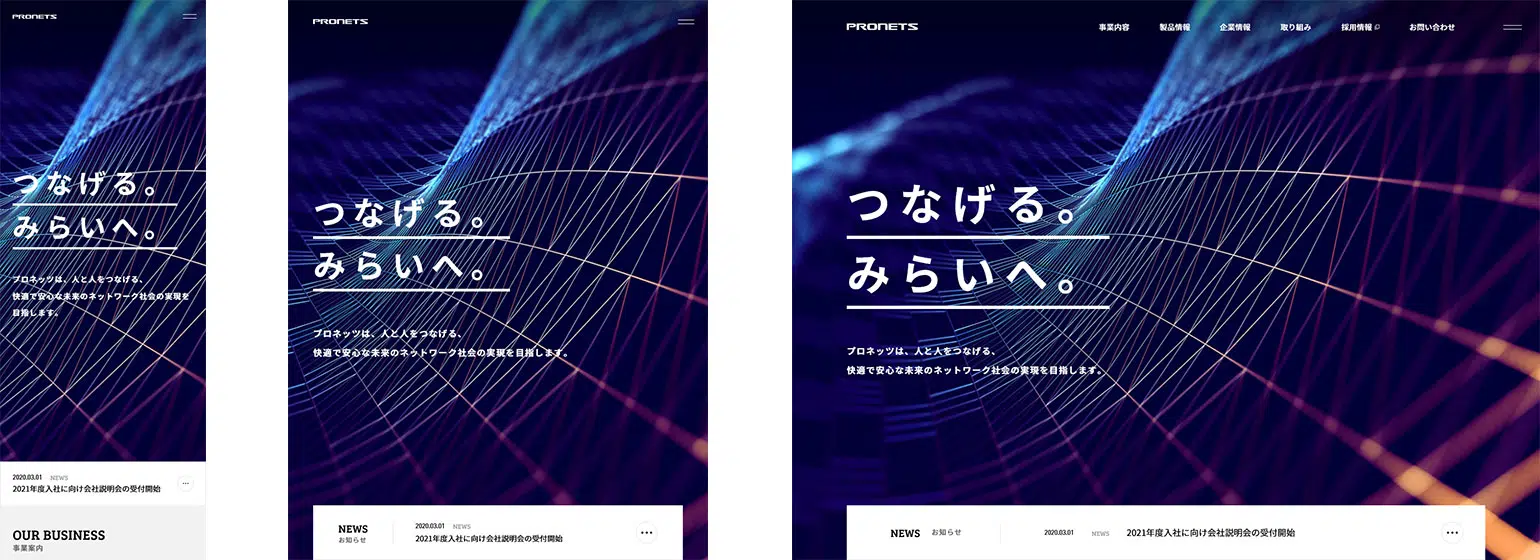 PRONETS
つなげる。
みらいへ。
プロネッツは、人と人をつなげる、
快適で安心な未来のネットワーク社会の実現を
目指します。
2020.03.01 NEWS
2021年度入社に向け会社説明会の受付開始
OUR BUSINESS
事業案内
PRONETS
つなげる。
みらいへ。
プロネッツは、人と人をつなげる、
快適で安心な未来のネットワーク社会の実現を目指します。
NEWS
お知らせ
2020.03.01 NEWS
2021年度入社に向け会社説明会の受付開始
PRONETS
事業内容 製品情報 企業情報 取り組み 採用情報 お問い合わせ
つなげる。
みらいへ。
プロネッツは、人と人をつなげる、
快適で安心な未来のネットワーク社会の実現を目指します。
NEWS お知らせ 2020.03.01 NEWS 2021年度入社に向け会社説明会の受付開始